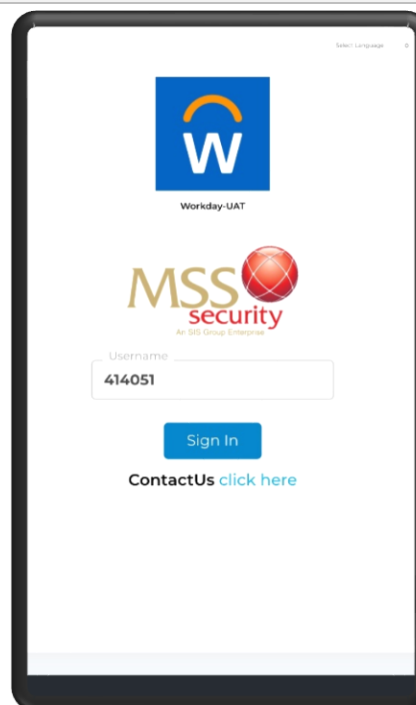 Select Language
W
Workday-UAT
MSS
security
An SIS Group Enterprise
Username
414051
Sign In
ContactUs click here